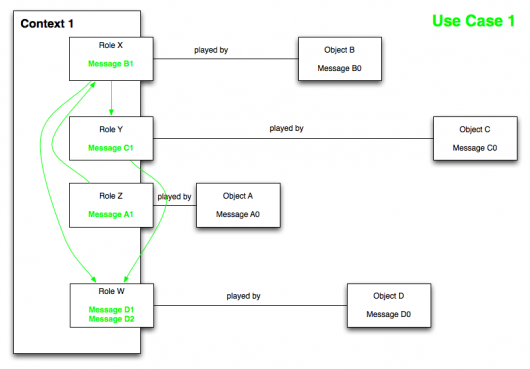 Context 1
Use Case 1
Role X
Message B1
played by
Object B
Message B0
Role Y
Message C1
played by
Object C
Message C0
Role Z
Message A1
played by
Object A
Message A0
Role W
Message D1
Message D2
played by
Object D
Message D0